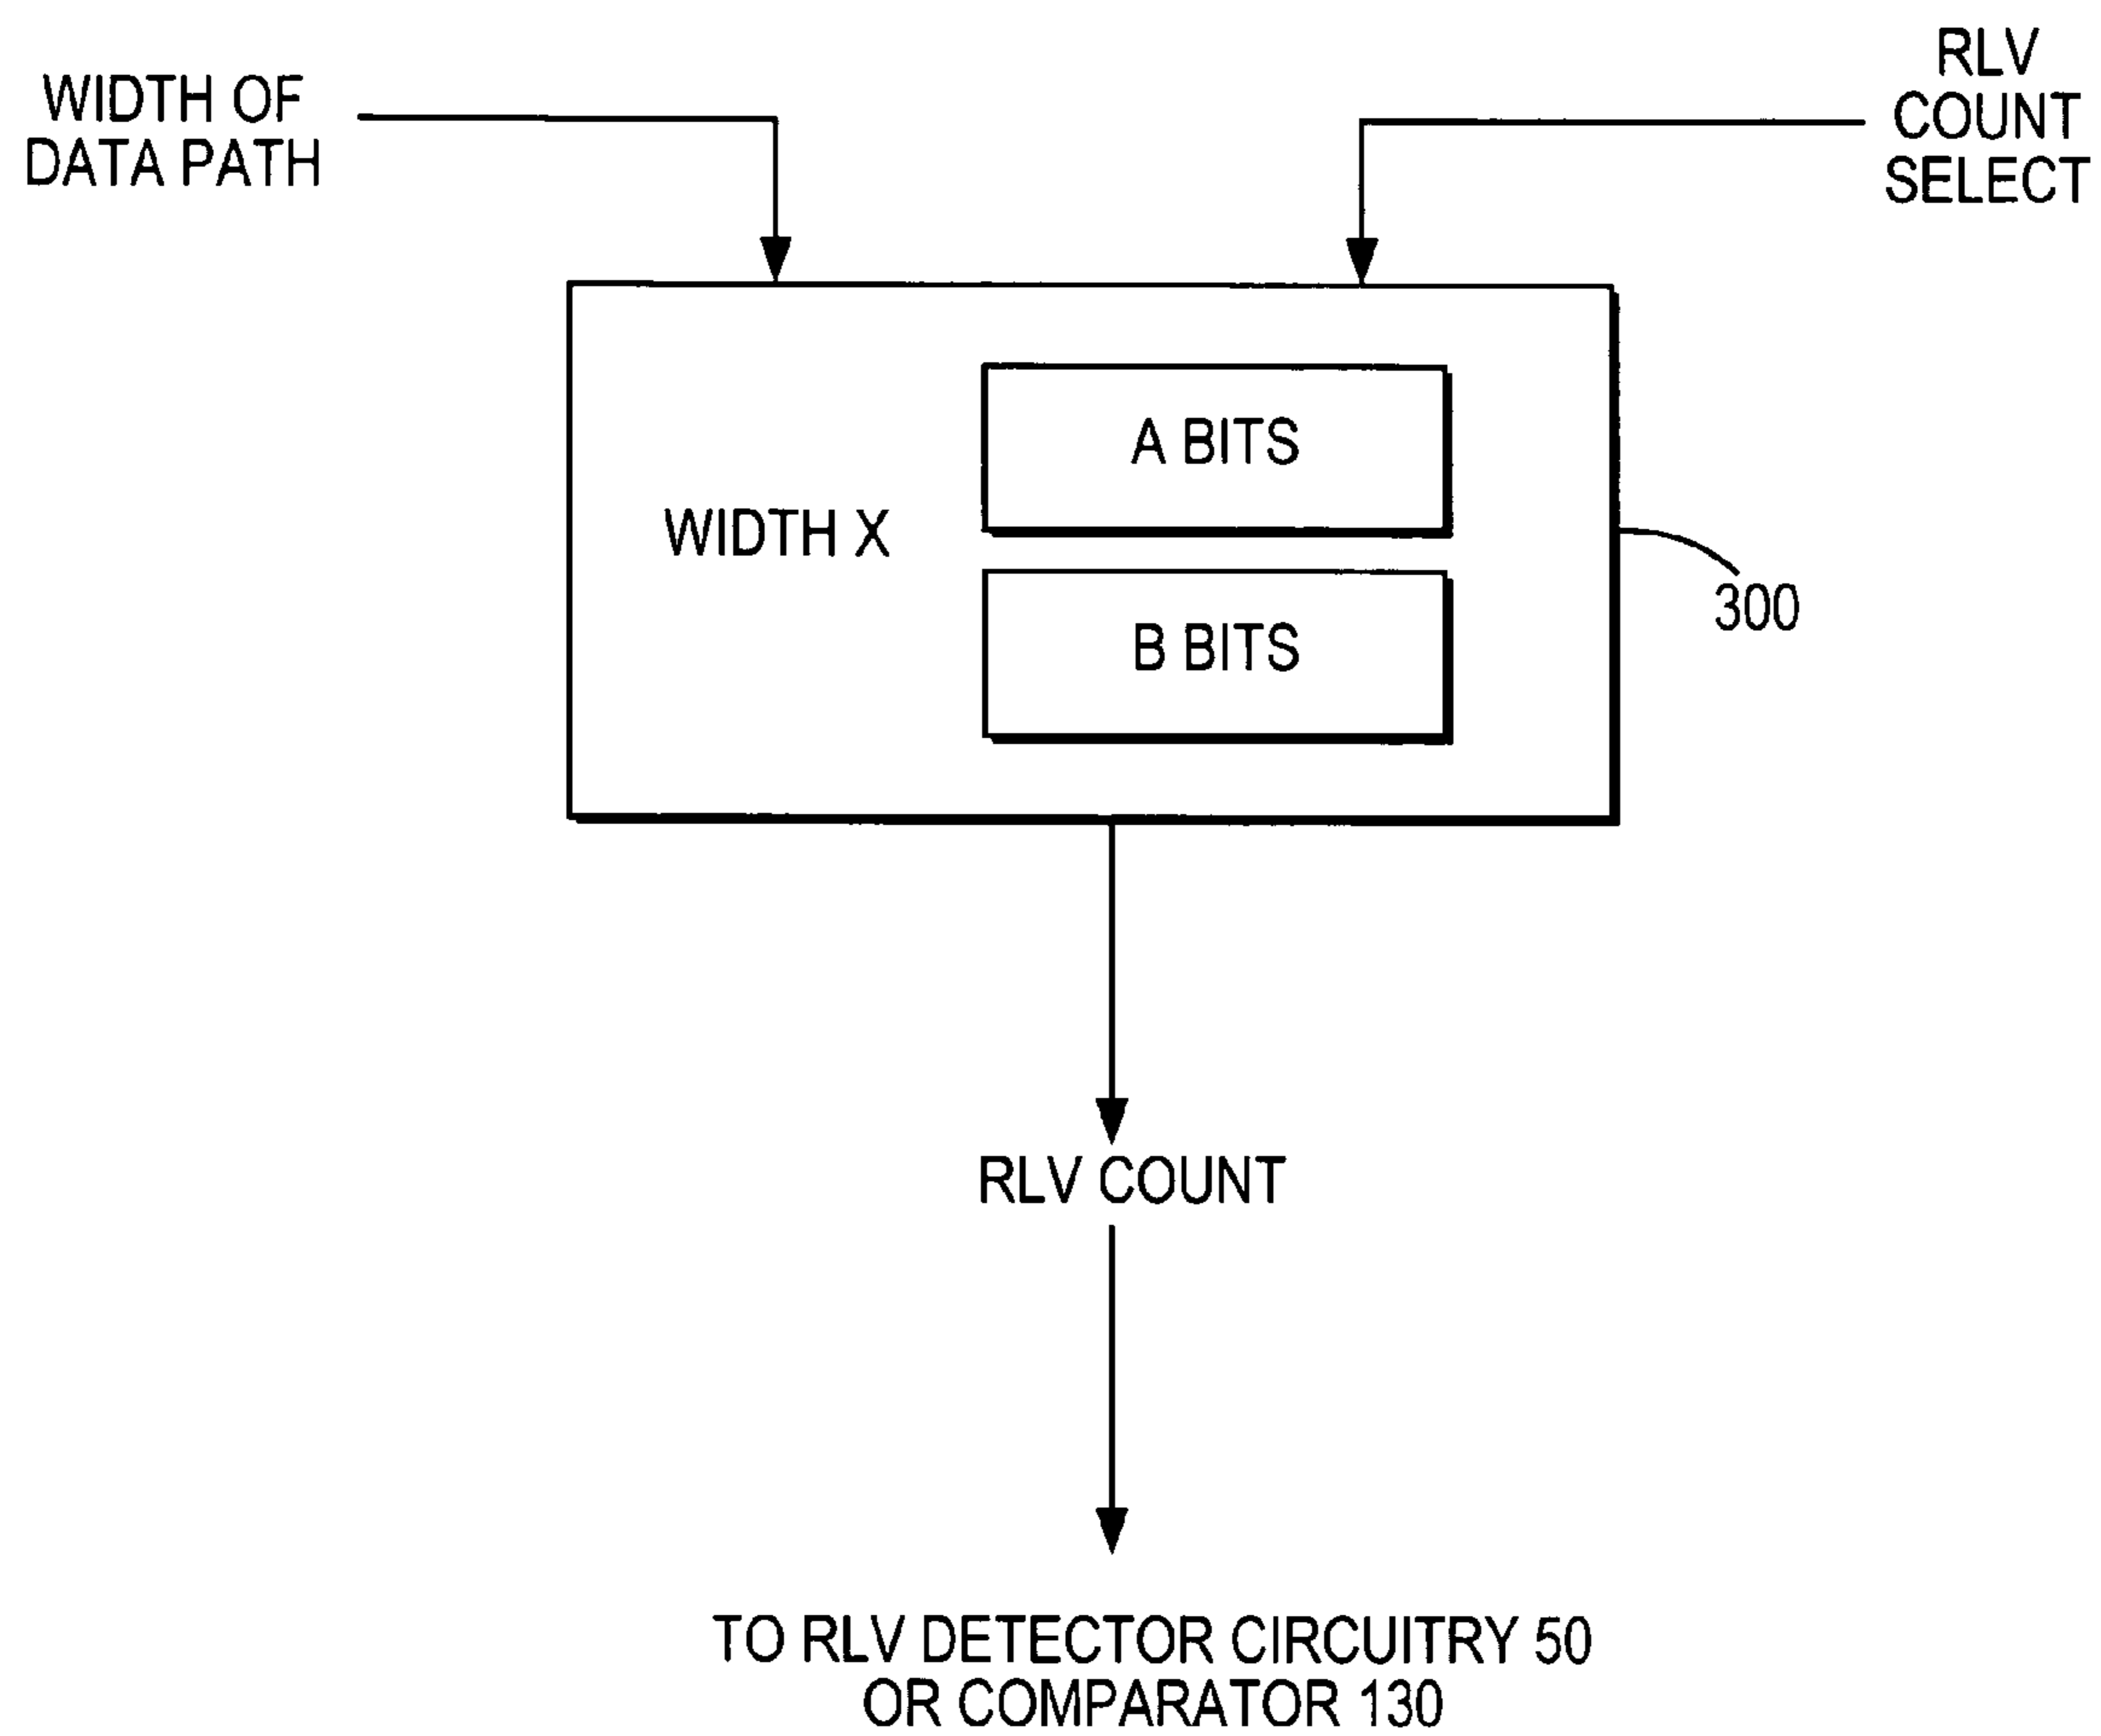 WIDTH OF
DATA PATH
RLV
COUNT
SELECT
A BITS
WIDTH X
B BITS
300
RLV COUNT
TO RLV DETECTOR CIRCUITRY 50
OR COMPARATOR 130